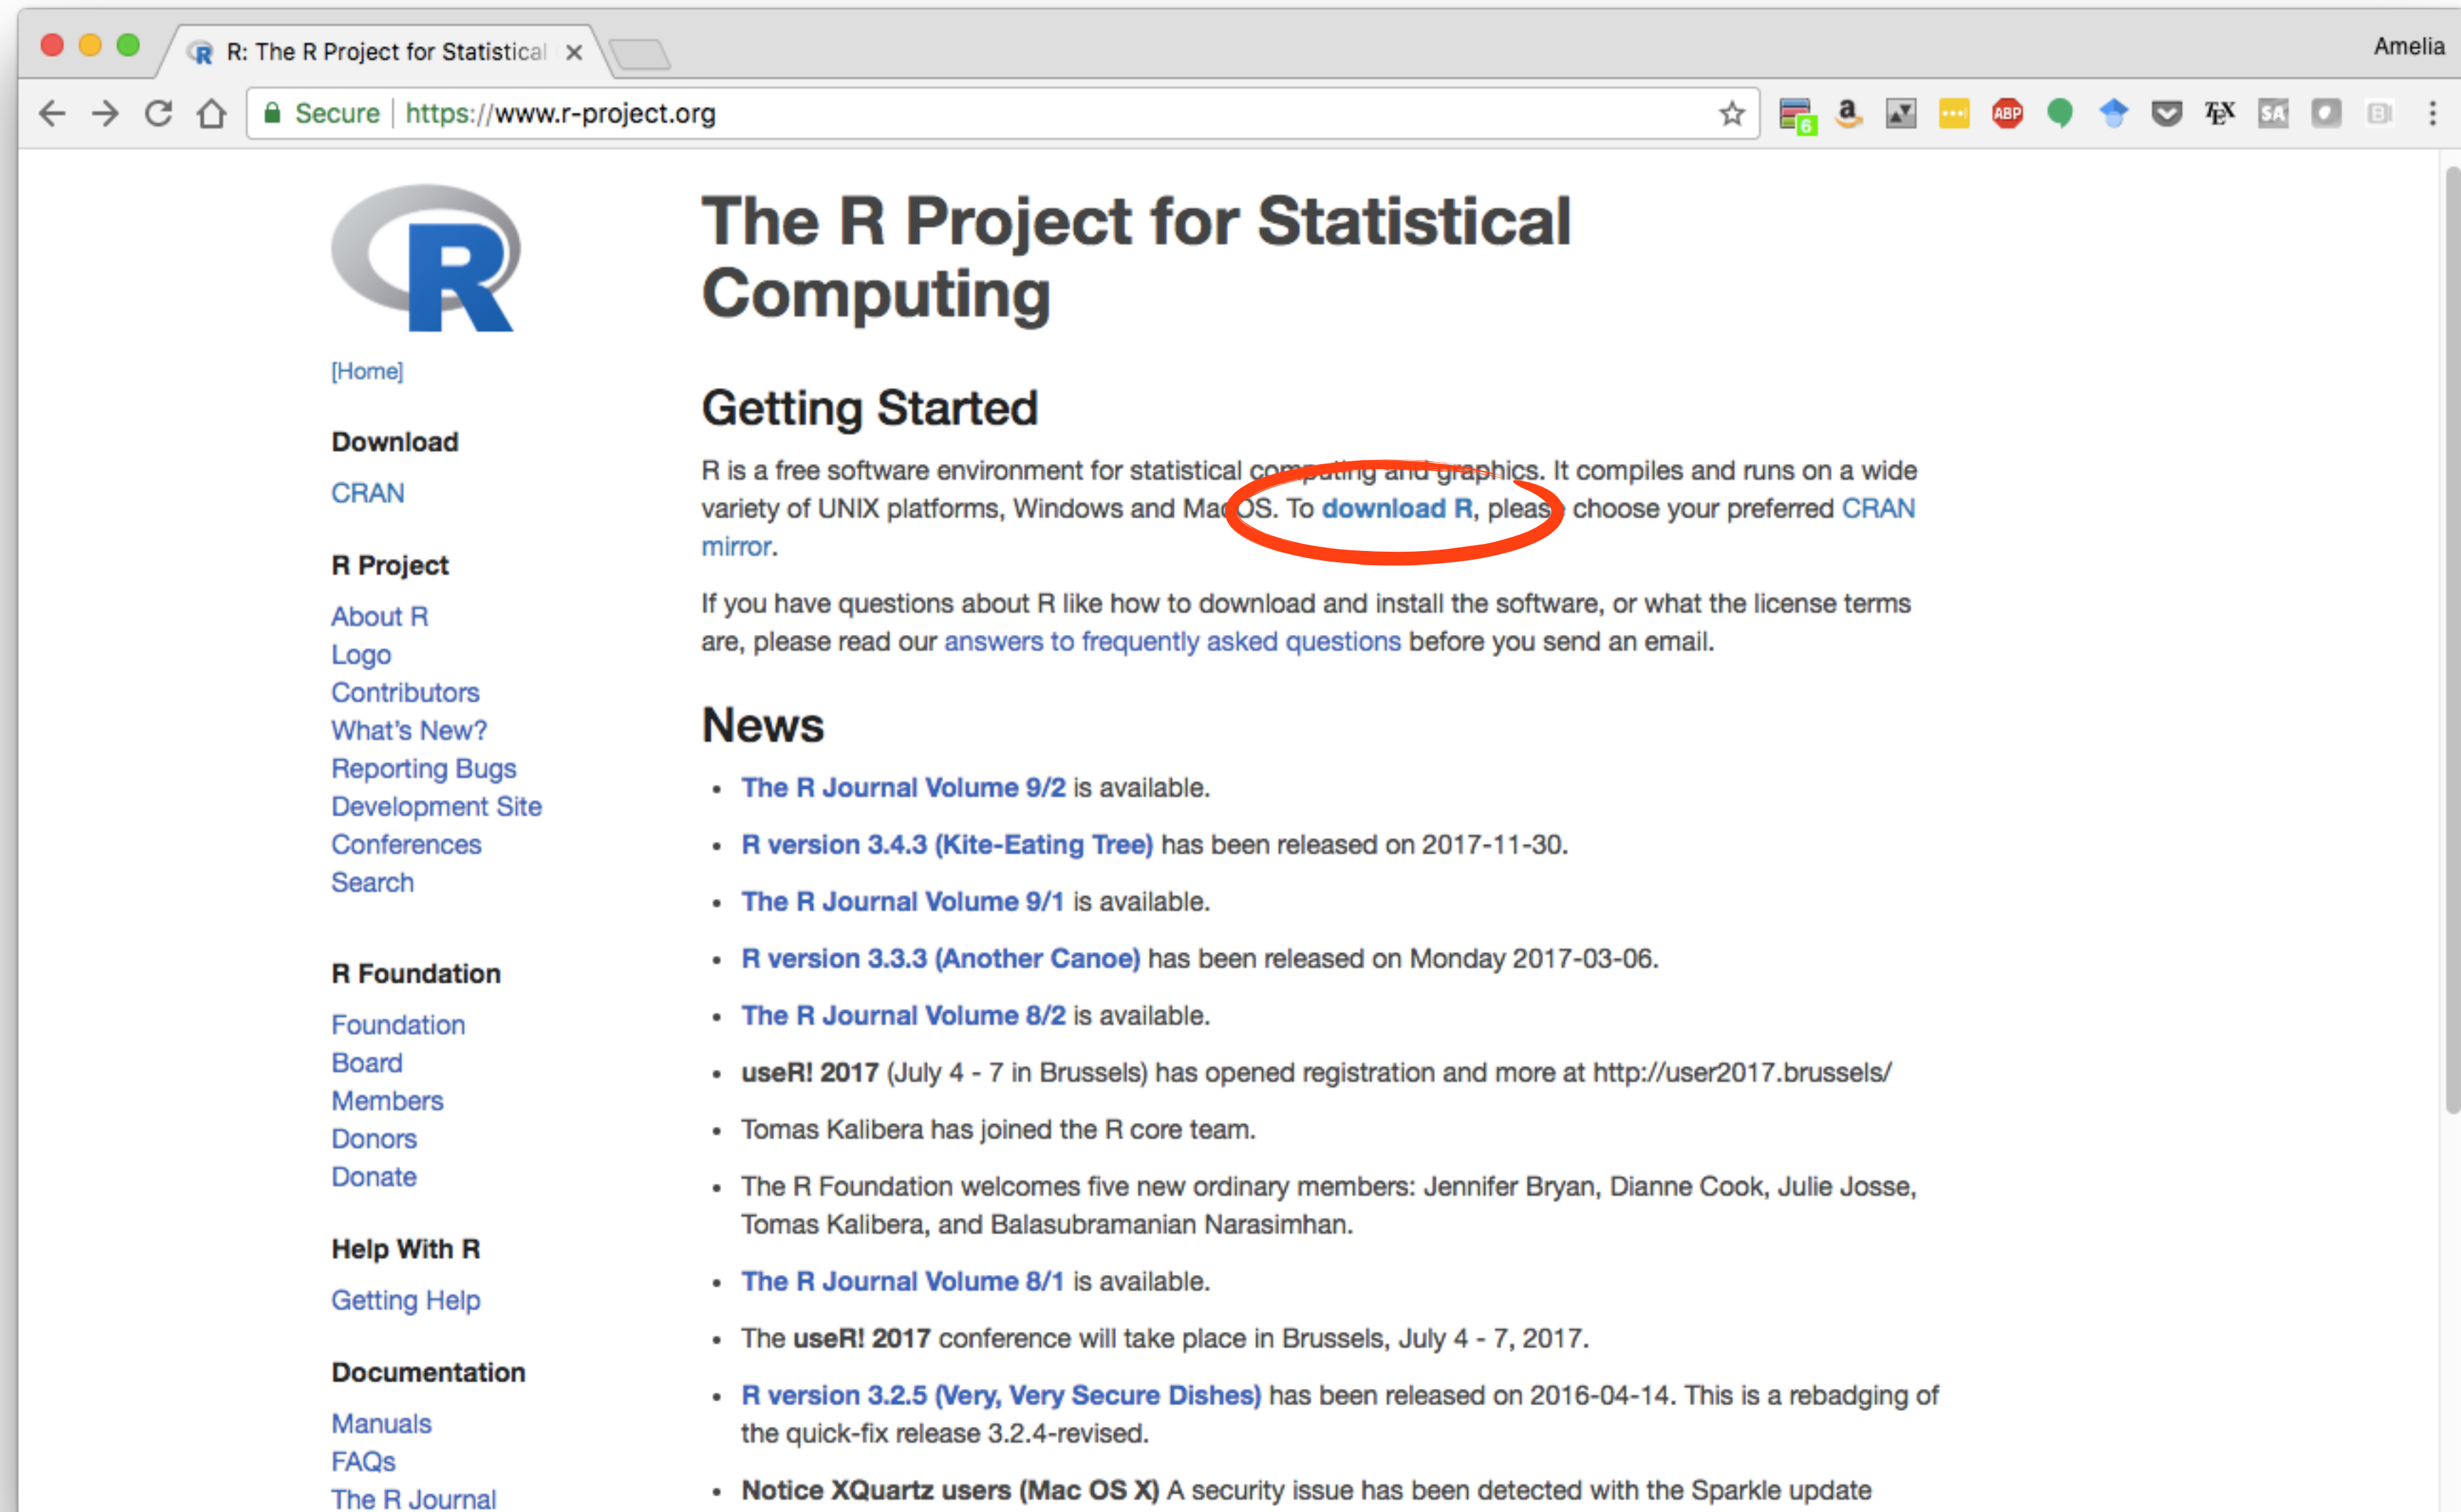 R: The R Project for Statistical
Amelia
Secure | https://www.r-project.org
6
a
ABP
TEX
SA
B
R
The R Project for Statistical
Computing
[Home]
Getting Started
Download
CRAN
R is a free software environment for statistical computing and graphics. It compiles and runs on a wide
variety of UNIX platforms, Windows and MacOS. To download R, please choose your preferred CRAN
mirror.
R Project
About R
Logo
Contributors
What's New?
Reporting Bugs
Development Site
Conferences
Search
If you have questions about R like how to download and install the software, or what the license terms
are, please read our answers to frequently asked questions before you send an email.
R Foundation
Foundation
Board
Members
Donors
Donate
Help With R
Getting Help
Documentation
Manuals
FAQs
The R Journal
News
• The R Journal Volume 9/2 is available.
• R version 3.4.3 (Kite-Eating Tree) has been released on 2017-11-30.
• The R Journal Volume 9/1 is available.
• R version 3.3.3 (Another Canoe) has been released on Monday 2017-03-06.
• The R Journal Volume 8/2 is available.
• useR! 2017 (July 4 - 7 in Brussels) has opened registration and more at http://user2017.brussels/
• Tomas Kalibera has joined the R core team.
• The R Foundation welcomes five new ordinary members: Jennifer Bryan, Dianne Cook, Julie Josse,
Tomas Kalibera, and Balasubramanian Narasimhan.
• The R Journal Volume 8/1 is available.
• The useR! 2017 conference will take place in Brussels, July 4 - 7, 2017.
• R version 3.2.5 (Very, Very Secure Dishes) has been released on 2016-04-14. This is a rebadging of
the quick-fix release 3.2.4-revised.
• Notice XQuartz users (Mac OS X) A security issue has been detected with the Sparkle update